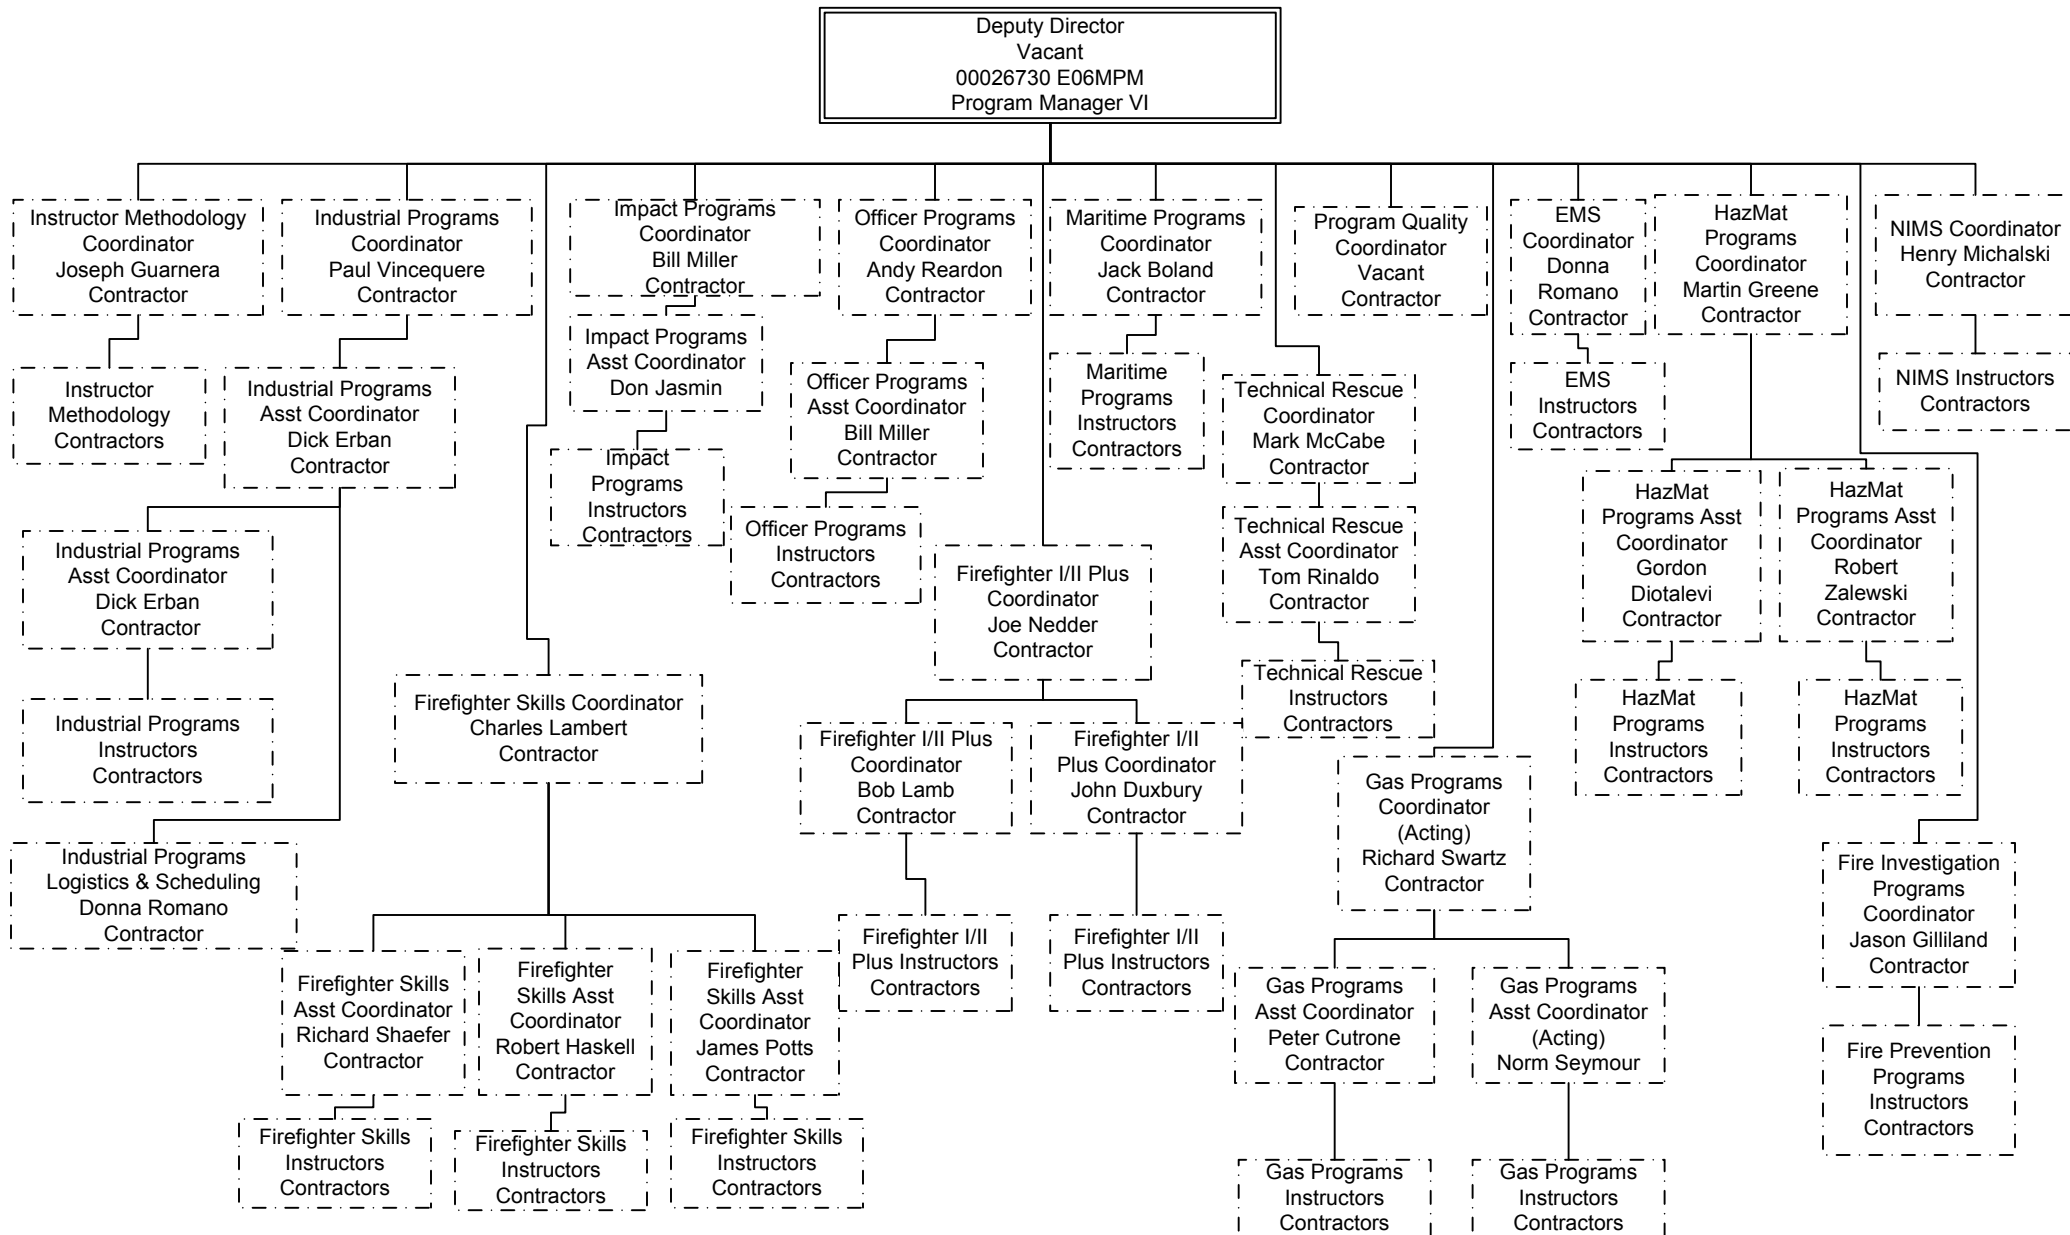 Deputy Director
Vacant
00026730 E06MPM
Program Manager VI
Instructor Methodology
Coordinator
Joseph Guarnera
Contractor
Industrial Programs
Coordinator
Paul Vincequere
Contractor
Impact Programs
Coordinator
Bill Miller
Contractor
Officer Programs
Coordinator
Andy Reardon
Contractor
Maritime Programs
Coordinator
Jack Boland
Contractor
Program Quality
Coordinator
Vacant
Contractor
EMS
Coordinator
Donna
Romano
Contractor
HazMat
Programs
Coordinator
Martin Greene
Contractor
NIMS Coordinator
Henry Michalski
Contractor
Instructor
Methodology
Contractors
Industrial Programs
Asst Coordinator
Dick Erban
Contractor
Impact Programs
Asst Coordinator
Don Jasmin
Officer Programs
Asst Coordinator
Bill Miller
Contractor
Maritime
Programs
Instructors
Contractors
Technical Rescue
Coordinator
Mark McCabe
Contractor
EMS
Instructors
Contractors
NIMS Instructors
Contractors
Impact
Programs
Instructors
Contractors
Officer Programs
Instructors
Contractors
Technical Rescue
Asst Coordinator
Tom Rinaldo
Contractor
HazMat
Programs Asst
Coordinator
Gordon
Diotalevi
Contractor
HazMat
Programs Asst
Coordinator
Robert
Zalewski
Contractor
Industrial Programs
Asst Coordinator
Dick Erban
Contractor
Firefighter I/II Plus
Coordinator
Joe Nedder
Contractor
Technical Rescue
Instructors
Contractors
HazMat
Programs
Instructors
Contractors
HazMat
Programs
Instructors
Contractors
Industrial Programs
Instructors
Contractors
Firefighter Skills Coordinator
Charles Lambert
Contractor
Firefighter I/II Plus
Coordinator
Bob Lamb
Contractor
Firefighter I/II
Plus Coordinator
John Duxbury
Contractor
Gas Programs
Coordinator
(Acting)
Richard Swartz
Contractor
Industrial Programs
Logistics & Scheduling
Donna Romano
Contractor
Fire Investigation
Programs
Coordinator
Jason Gilliland
Contractor
Firefighter Skills
Asst Coordinator
Richard Shaefer
Contractor
Firefighter
Skills Asst
Coordinator
Robert Haskell
Contractor
Firefighter
Skills Asst
Coordinator
James Potts
Contractor
Firefighter I/II
Plus Instructors
Contractors
Firefighter I/II
Plus Instructors
Contractors
Gas Programs
Asst Coordinator
Peter Cutrone
Contractor
Gas Programs
Asst Coordinator
(Acting)
Norm Seymour
Fire Prevention
Programs
Instructors
Contractors
Firefighter Skills
Instructors
Contractors
Firefighter Skills
Instructors
Contractors
Firefighter Skills
Instructors
Contractors
Gas Programs
Instructors
Contractors
Gas Programs
Instructors
Contractors